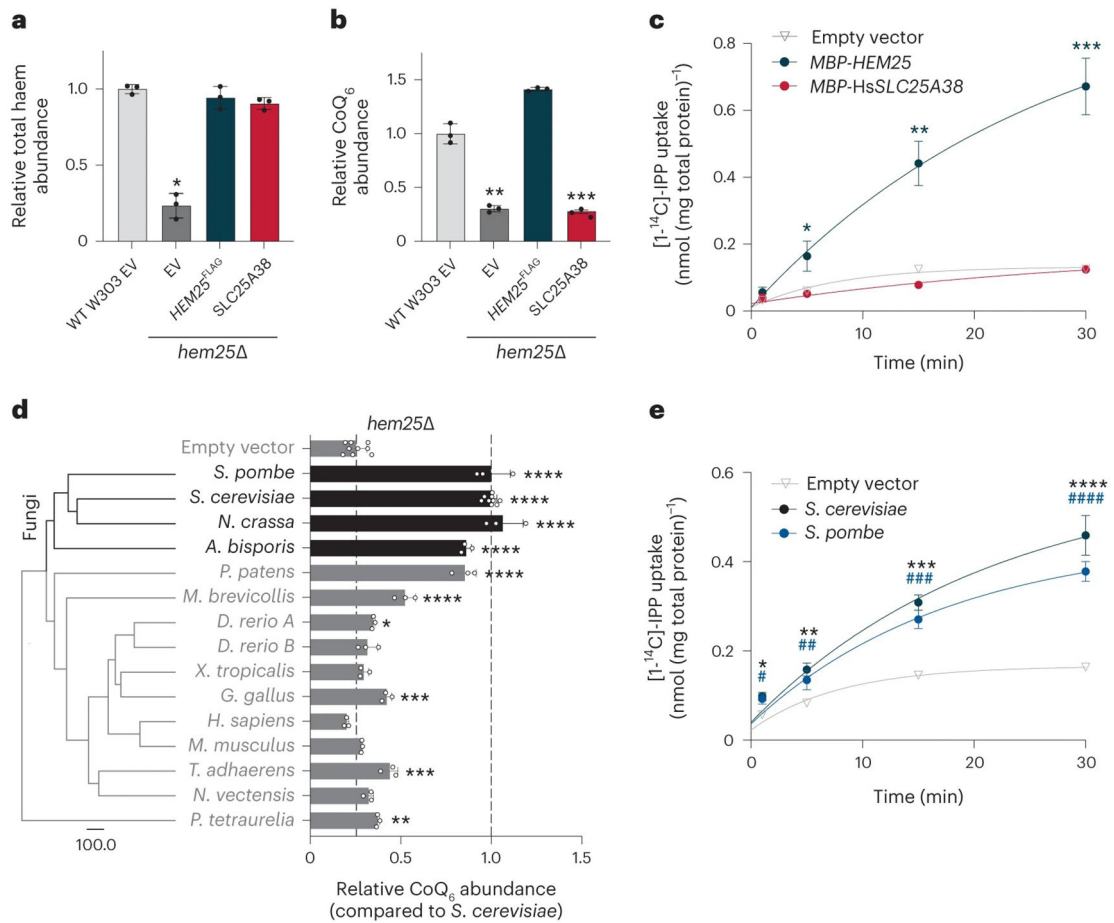 a
Relative total haem
abundance
1.0
0.5
0
*
WT W303 EV
EV
HEM25-FLAG
SLC25A38
hem25Δ
b
Relative CoQ6
abundance
1.5
1.0
0.5
0
**
***
WT W303 EV
EV
HEM25-FLAG
SLC25A38
hem25Δ
c
[1-14C]-IPP uptake
(nmol (mg total protein)–1)
0.8
0.6
0.4
0.2
0
Empty vector
MBP-HEM25
MBP-HsSLC25A38
*
**
***
0
10
20
30
Time (min)
d
hem25Δ
Fungi
Empty vector
S. pombe ****
S. cerevisiae ****
N. crassa ****
A. bisporis ****
P. patens ****
M. brevicollis ****
D. rerio A *
D. rerio B
X. tropicalis
G. gallus ***
H. sapiens
M. musculus
T. adhaerens ***
N. vectensis
P. tetraurelia **
100.0
0
0.5
1.0
1.5
Relative CoQ6 abundance
(compared to S. cerevisiae)
e
[1-14C]-IPP uptake
(nmol (mg total protein)–1)
0.6
0.4
0.2
0
Empty vector
S. cerevisiae
S. pombe
*
#
**
##
***
###
****
####
0
10
20
30
Time (min)